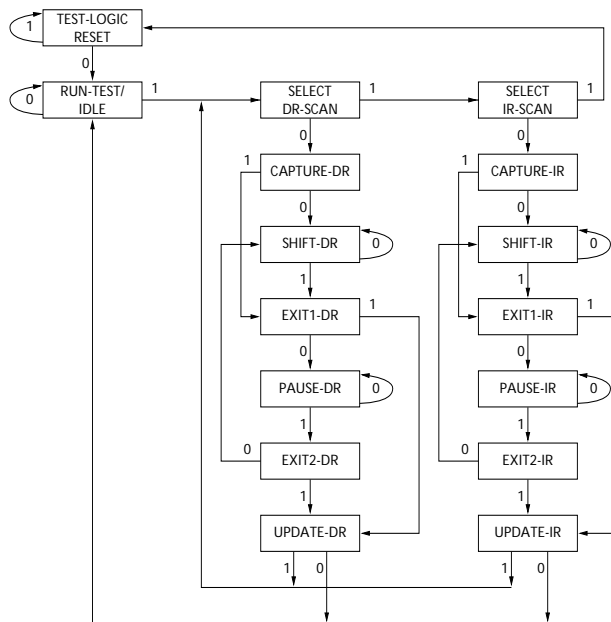 TEST-LOGIC
RESET
1
0
RUN-TEST/
IDLE
0
1
SELECT
DR-SCAN
1
SELECT
IR-SCAN
1
0
0
1
CAPTURE-DR
1
CAPTURE-IR
0
0
SHIFT-DR
0
SHIFT-IR
0
1
1
EXIT1-DR
1
EXIT1-IR
1
0
0
PAUSE-DR
0
PAUSE-IR
0
1
1
0
EXIT2-DR
0
EXIT2-IR
1
1
UPDATE-DR
UPDATE-IR
1
0
1
0